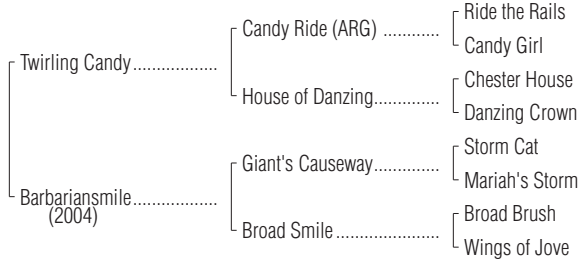 Ride the Rails
Candy Ride (ARG) ............
Candy Girl
Twirling Candy..................
Chester House
House of Danzing..............
Danzing Crown
Storm Cat
Giant's Causeway..............
Mariah's Storm
Barbariansmile..................
(2004)
Broad Brush
Broad Smile ......................
Wings of Jove